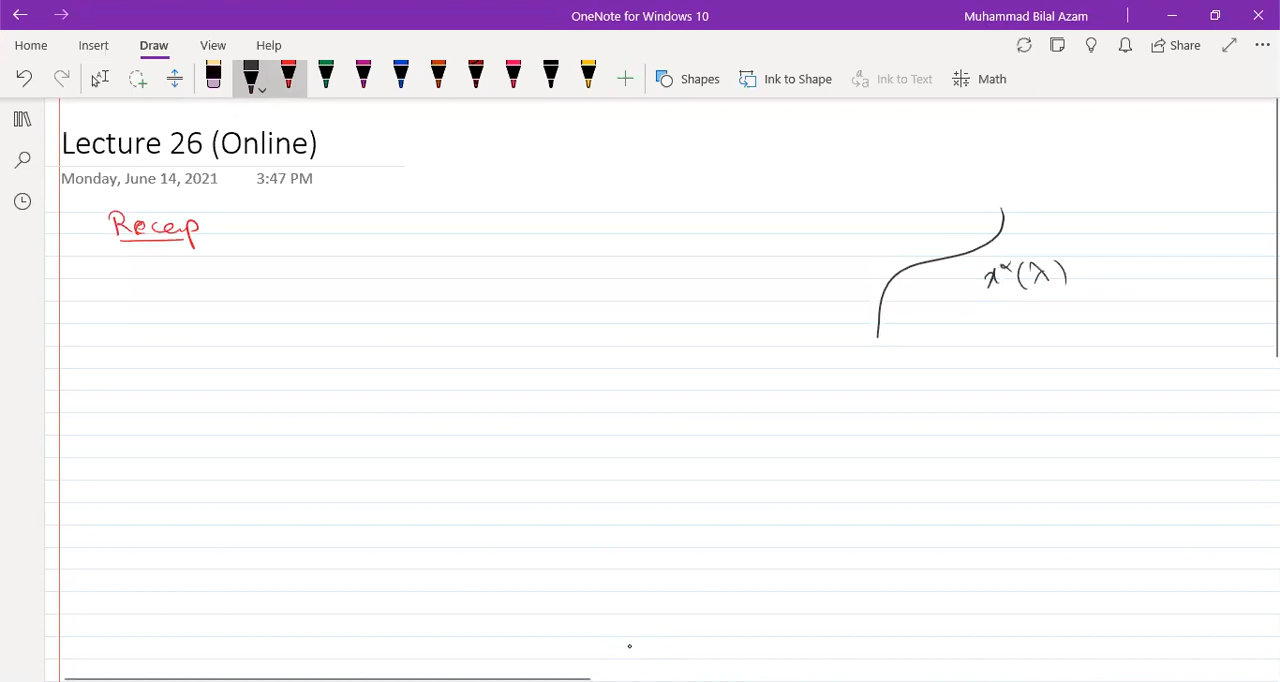 OneNote for Windows 10
Muhammad Bilal Azam
Home Insert Draw View Help
Share
Shapes Ink to Shape Ink to Text Math
Lecture 26 (Online)
Monday, June 14, 2021 3:47 PM
Recap
x^α(λ)